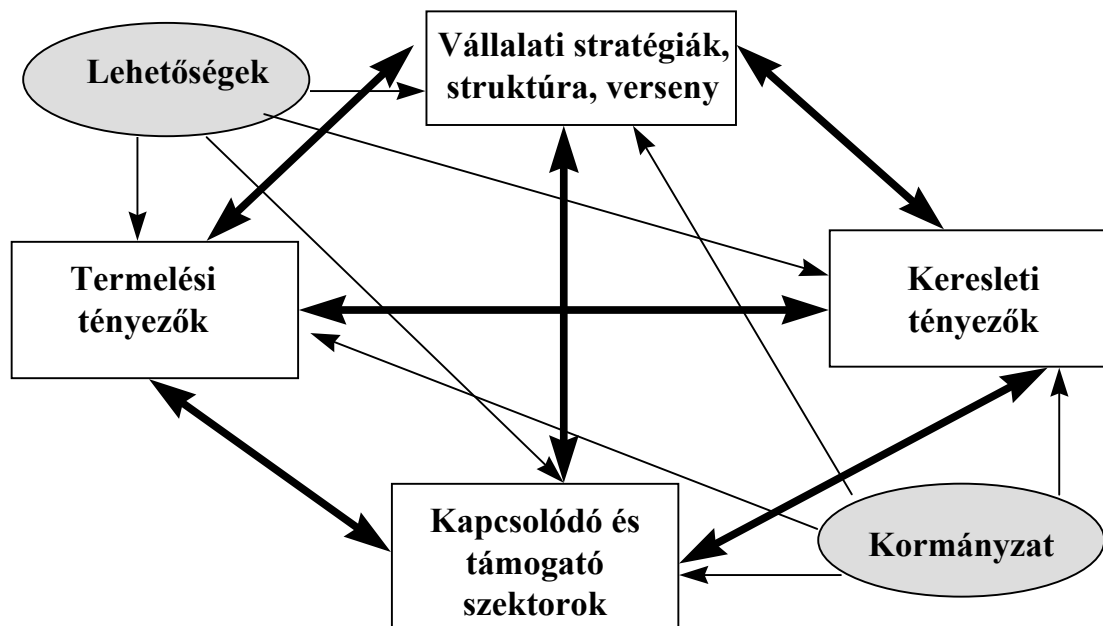 Lehetőségek
Vállalati stratégiák,
struktúra, verseny
Termelési
tényezők
Keresleti
tényezők
Kapcsolódó és
támogató
szektorok
Kormányzat